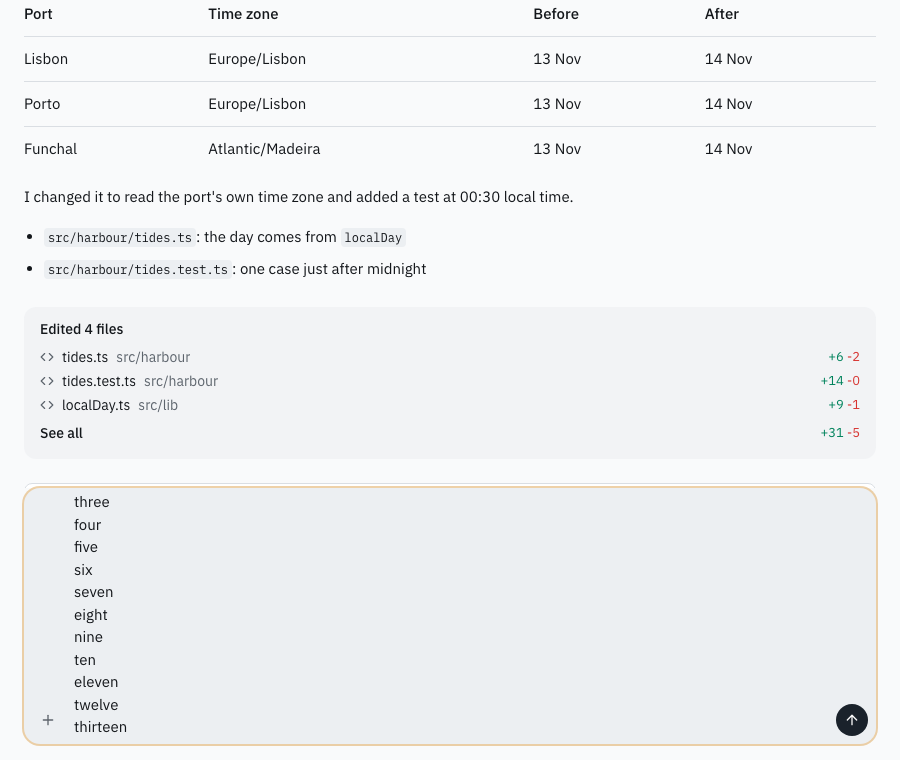 Port Time zone Before After
Lisbon Europe/Lisbon 13 Nov 14 Nov
Porto Europe/Lisbon 13 Nov 14 Nov
Funchal Atlantic/Madeira 13 Nov 14 Nov
I changed it to read the port's own time zone and added a test at 00:30 local time.
src/harbour/tides.ts: the day comes from localDay
src/harbour/tides.test.ts: one case just after midnight
Edited 4 files
tides.ts src/harbour +6 -2
tides.test.ts src/harbour +14 -0
localDay.ts src/lib +9 -1
See all +31 -5
three
four
five
six
seven
eight
nine
ten
eleven
twelve
thirteen